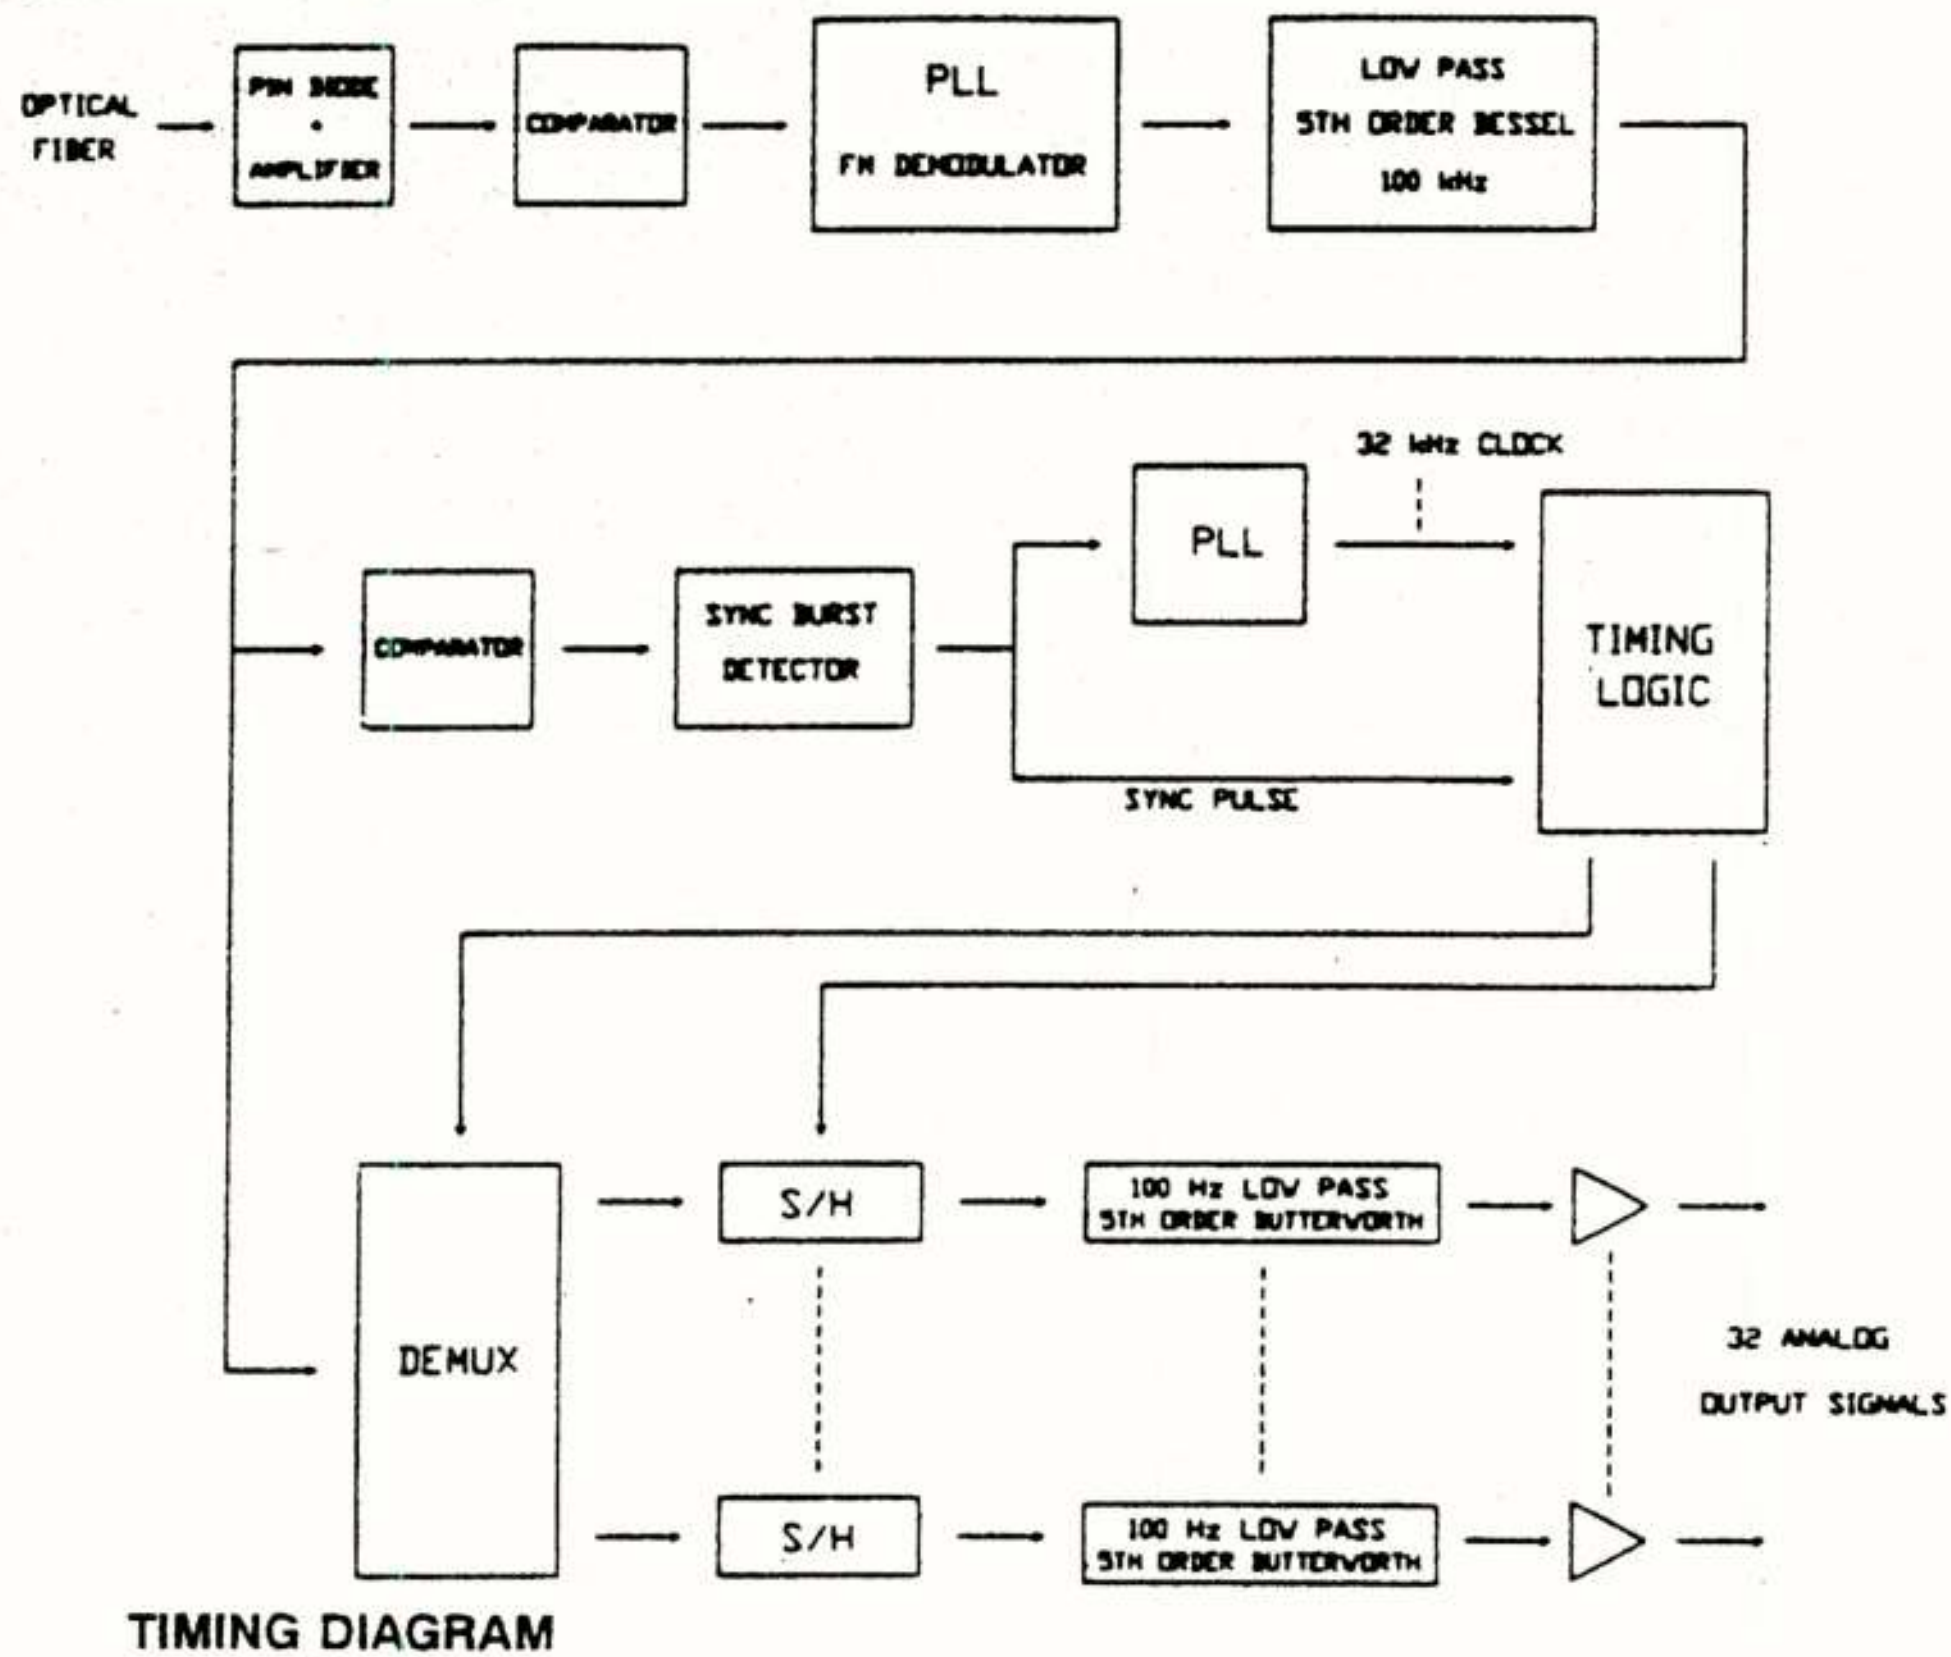 OPTICAL
FIBER
PIN DIODE
+
AMPLIFIER
COMPARATOR
PLL
FM DEMODULATOR
LOW PASS
5TH ORDER BESSEL
100 kHz
32 kHz CLOCK
PLL
COMPARATOR
SYNC BURST
DETECTOR
TIMING
LOGIC
SYNC PULSE
DEMUX
S/H
100 Hz LOW PASS
5TH ORDER BUTTERWORTH
32 ANALOG
OUTPUT SIGNALS
S/H
100 Hz LOW PASS
5TH ORDER BUTTERWORTH
TIMING DIAGRAM